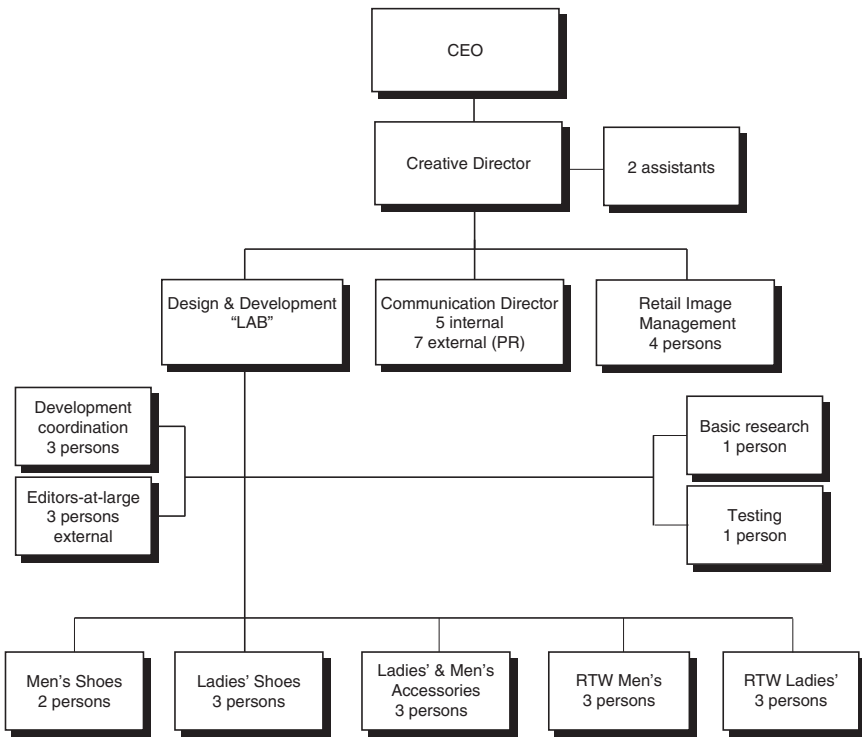 CEO
Creative Director
2 assistants
Design & Development
“LAB”
Communication Director
5 internal
7 external (PR)
Retail Image
Management
4 persons
Development
coordination
3 persons
Editors-at-large
3 persons
external
Basic research
1 person
Testing
1 person
Men’s Shoes
2 persons
Ladies’ Shoes
3 persons
Ladies’ & Men’s
Accessories
3 persons
RTW Men’s
3 persons
RTW Ladies’
3 persons